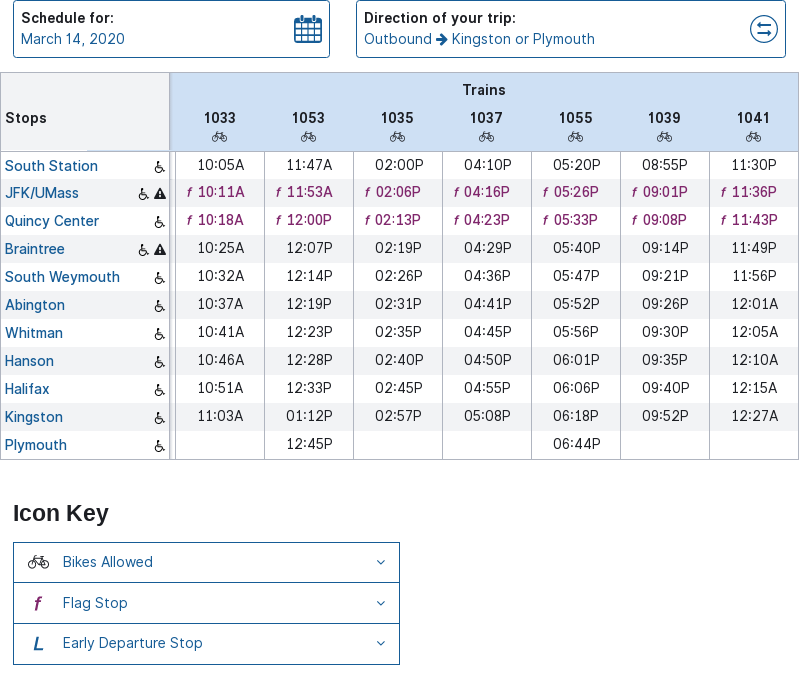 Schedule for:
March 14, 2020
Direction of your trip:
Outbound → Kingston or Plymouth
Trains
Stops 1033 1053 1035 1037 1055 1039 1041
South Station 10:05A 11:47A 02:00P 04:10P 05:20P 08:55P 11:30P
JFK/UMass f 10:11A f 11:53A f 02:06P f 04:16P f 05:26P f 09:01P f 11:36P
Quincy Center f 10:18A f 12:00P f 02:13P f 04:23P f 05:33P f 09:08P f 11:43P
Braintree 10:25A 12:07P 02:19P 04:29P 05:40P 09:14P 11:49P
South Weymouth 10:32A 12:14P 02:26P 04:36P 05:47P 09:21P 11:56P
Abington 10:37A 12:19P 02:31P 04:41P 05:52P 09:26P 12:01A
Whitman 10:41A 12:23P 02:35P 04:45P 05:56P 09:30P 12:05A
Hanson 10:46A 12:28P 02:40P 04:50P 06:01P 09:35P 12:10A
Halifax 10:51A 12:33P 02:45P 04:55P 06:06P 09:40P 12:15A
Kingston 11:03A 01:12P 02:57P 05:08P 06:18P 09:52P 12:27A
Plymouth 12:45P 06:44P
Icon Key
Bikes Allowed
f Flag Stop
L Early Departure Stop